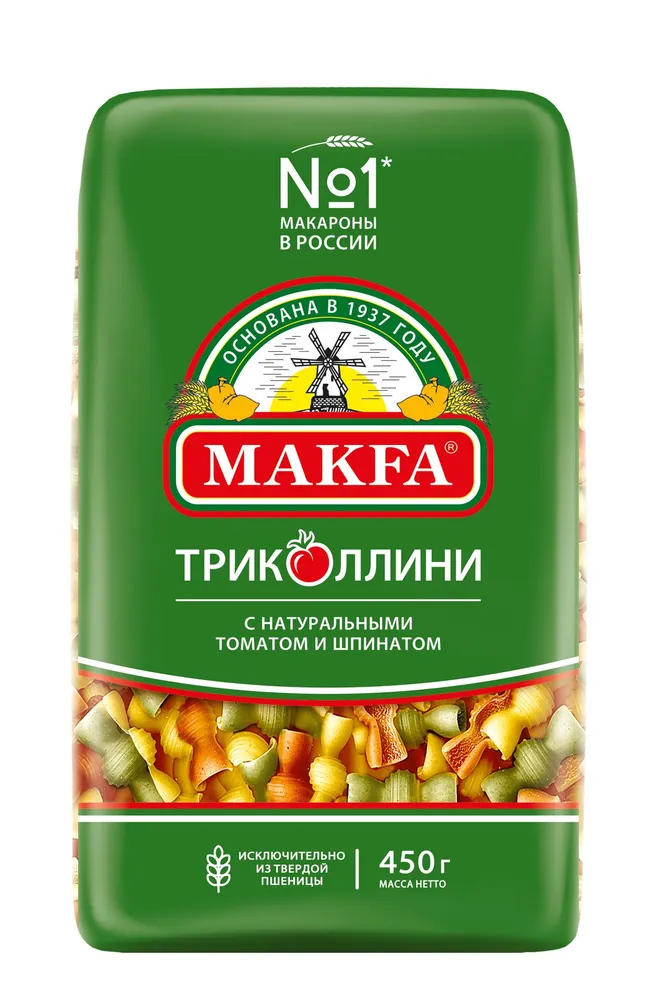 №1*
МАКАРОНЫ
В РОССИИ
ОСНОВАНА В 1937 ГОДУ
MAKFA®
ТРИКОЛЛИНИ
С НАТУРАЛЬНЫМИ
ТОМАТОМ И ШПИНАТОМ
ИСКЛЮЧИТЕЛЬНО
ИЗ ТВЕРДОЙ
ПШЕНИЦЫ
450 г
МАССА НЕТТО